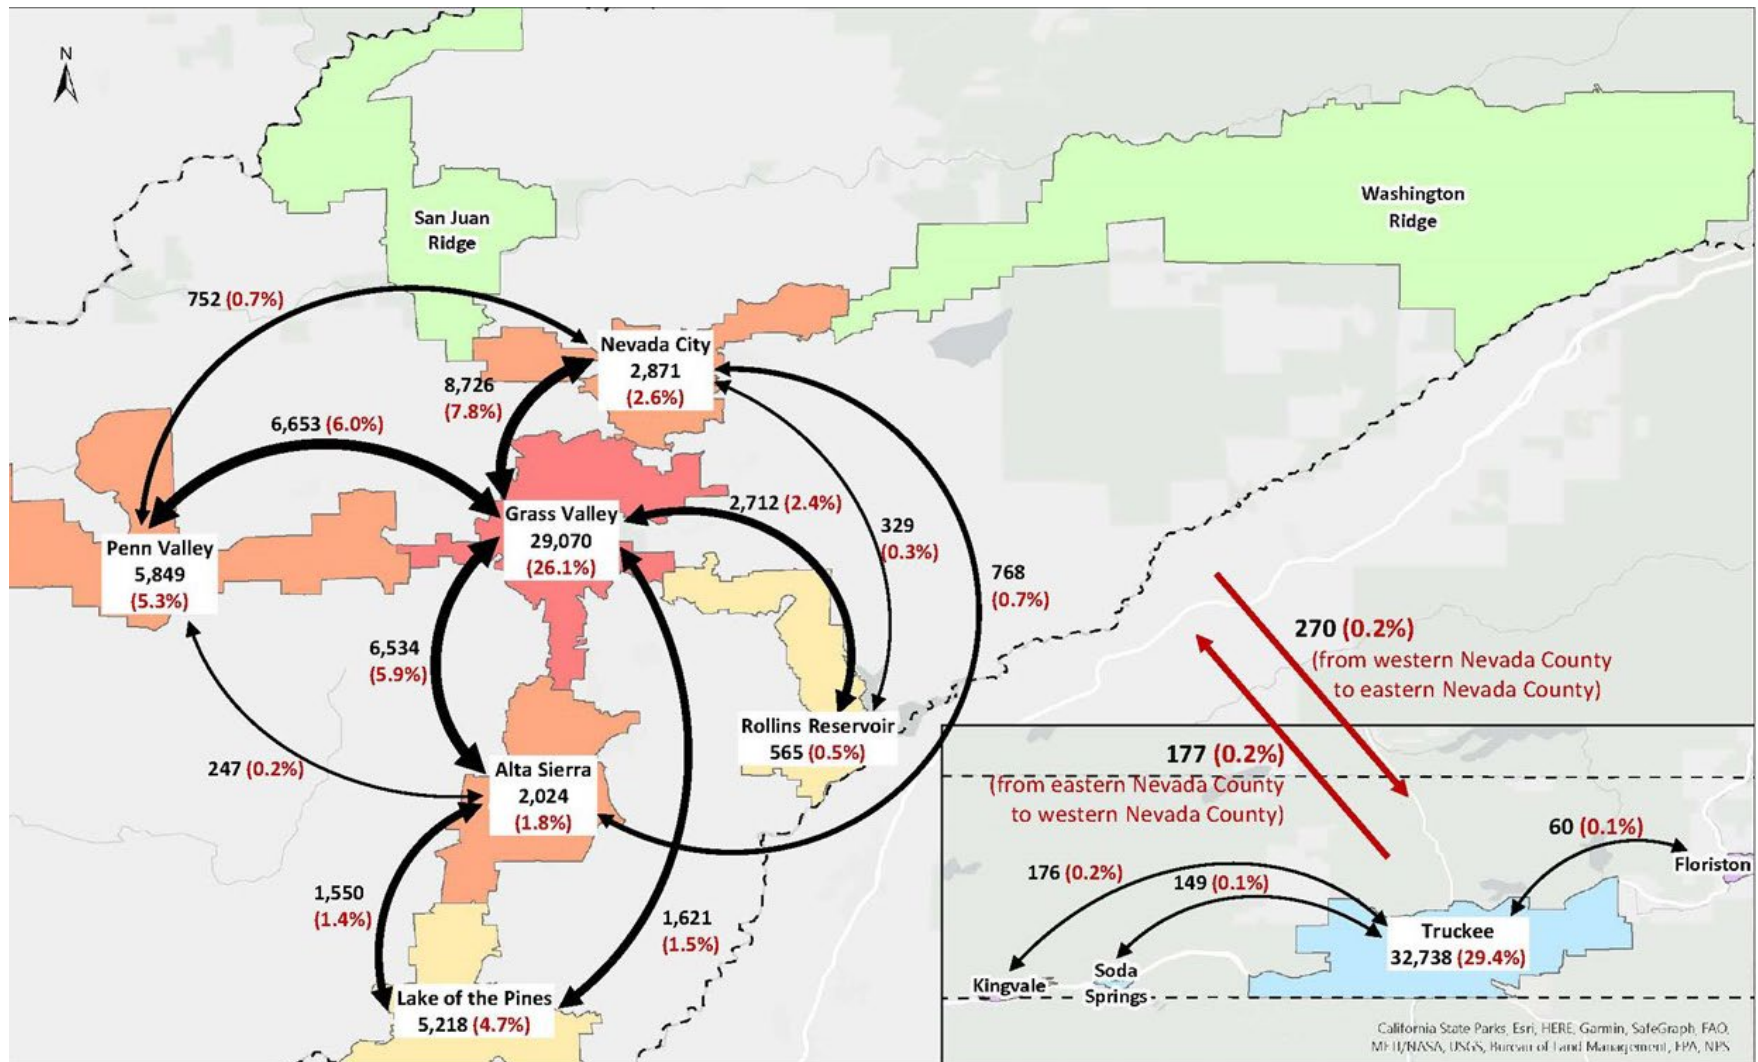 N
San Juan
Ridge
Washington
Ridge
752 (0.7%)
Nevada City
2,871
(2.6%)
8,726
(7.8%)
6,653 (6.0%)
2,712 (2.4%)
Grass Valley
29,070
(26.1%)
329
(0.3%)
Penn Valley
5,849
(5.3%)
768
(0.7%)
270 (0.2%)
(from western Nevada County
to eastern Nevada County)
6,534
(5.9%)
Rollins Reservoir
565 (0.5%)
247 (0.2%)
Alta Sierra
2,024
(1.8%)
177 (0.2%)
(from eastern Nevada County
to western Nevada County)
60 (0.1%)
Floriston
176 (0.2%)
149 (0.1%)
1,550
(1.4%)
1,621
(1.5%)
Truckee
32,738 (29.4%)
Kingvale
Soda
Springs
Lake of the Pines
5,218 (4.7%)
California State Parks, Esri, HERE, Garmin, SafeGraph, FAO,
METI/NASA, USGS, Bureau of Land Management, EPA, NPS